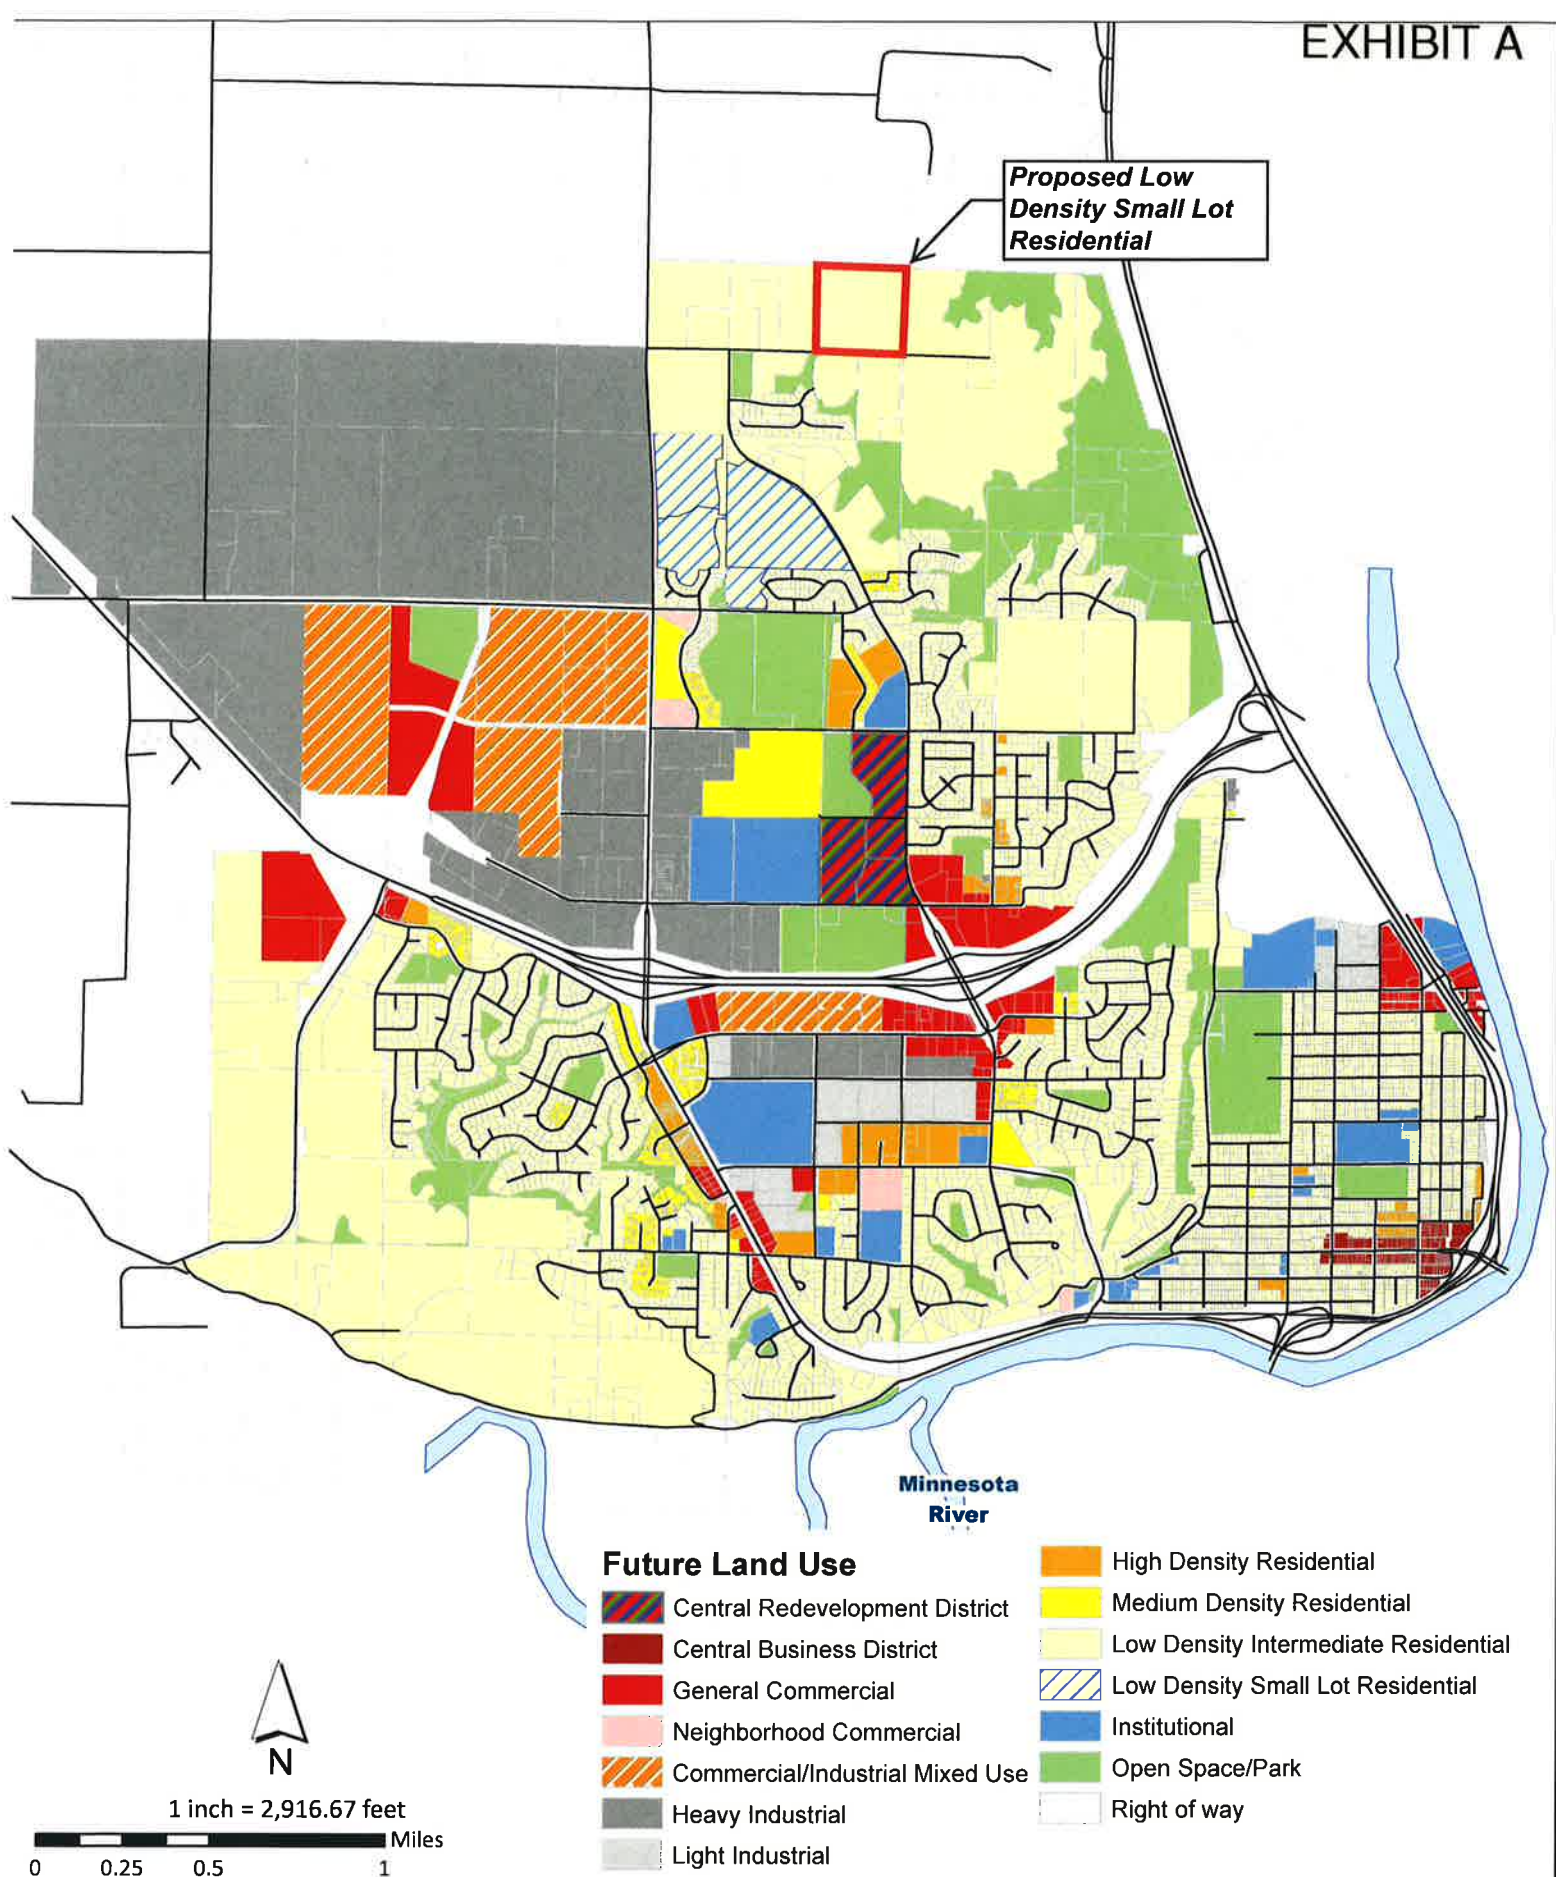 EXHIBIT A
Proposed Low
Density Small Lot
Residential
Minnesota
River
Future Land Use
Central Redevelopment District
Central Business District
General Commercial
Neighborhood Commercial
Commercial/Industrial Mixed Use
Heavy Industrial
Light Industrial
High Density Residential
Medium Density Residential
Low Density Intermediate Residential
Low Density Small Lot Residential
Institutional
Open Space/Park
Right of way
N
1 inch = 2,916.67 feet
Miles
0 0.25 0.5 1